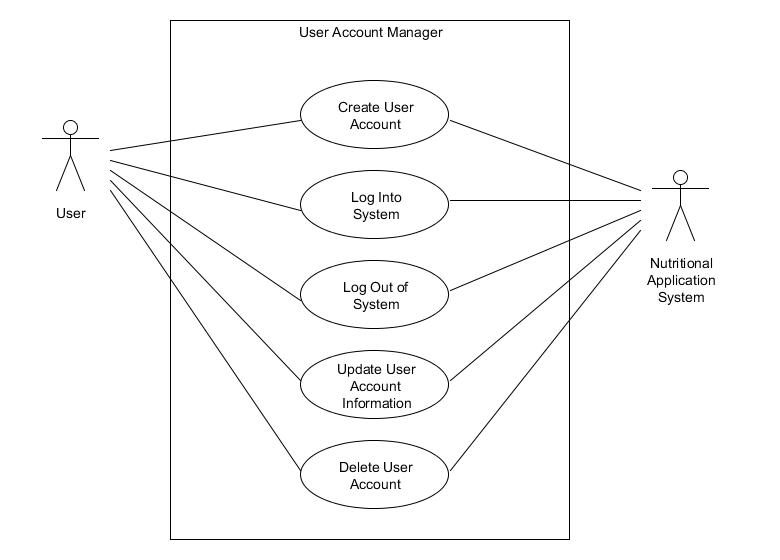 User Account Manager
Create User
Account
Log Into
System
User
Log Out of
System
Nutritional
Application
System
Update User
Account
Information
Delete User
Account